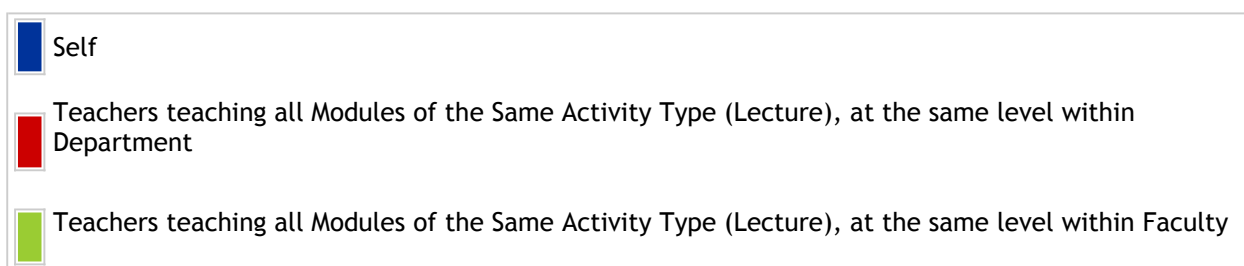 Self
Teachers teaching all Modules of the Same Activity Type (Lecture), at the same level within
Department
Teachers teaching all Modules of the Same Activity Type (Lecture), at the same level within Faculty